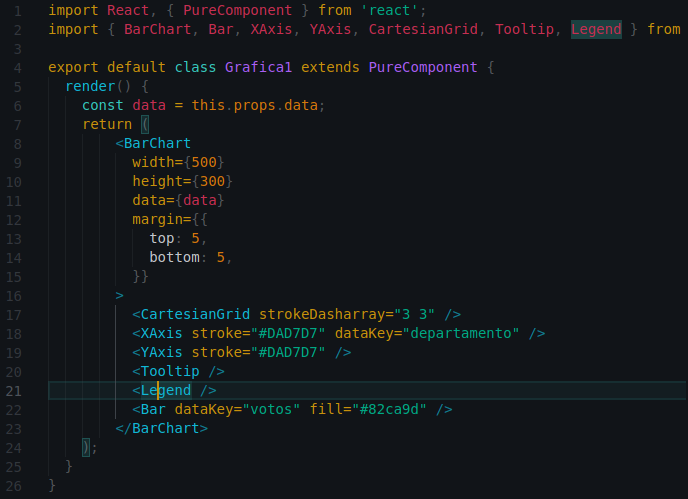 1 import React, { PureComponent } from 'react';
2 import { BarChart, Bar, XAxis, YAxis, CartesianGrid, Tooltip, Legend } from
3
4 export default class Grafica1 extends PureComponent {
5 render() {
6 const data = this.props.data;
7 return (
8 <BarChart
9 width={500}
10 height={300}
11 data={data}
12 margin={{
13 top: 5,
14 bottom: 5,
15 }}
16 >
17 <CartesianGrid strokeDasharray="3 3" />
18 <XAxis stroke="#DAD7D7" dataKey="departamento" />
19 <YAxis stroke="#DAD7D7" />
20 <Tooltip />
21 <Legend />
22 <Bar dataKey="votos" fill="#82ca9d" />
23 </BarChart>
24 );
25 }
26 }